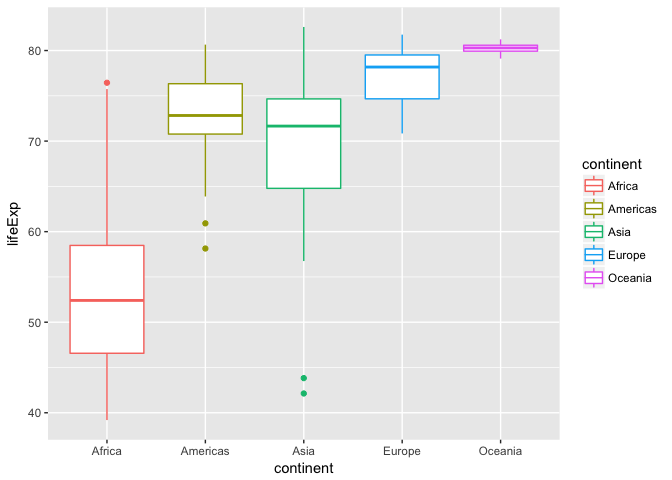 80
70
60
50
40
lifeExp
Africa Americas Asia Europe Oceania
continent
continent
Africa
Americas
Asia
Europe
Oceania